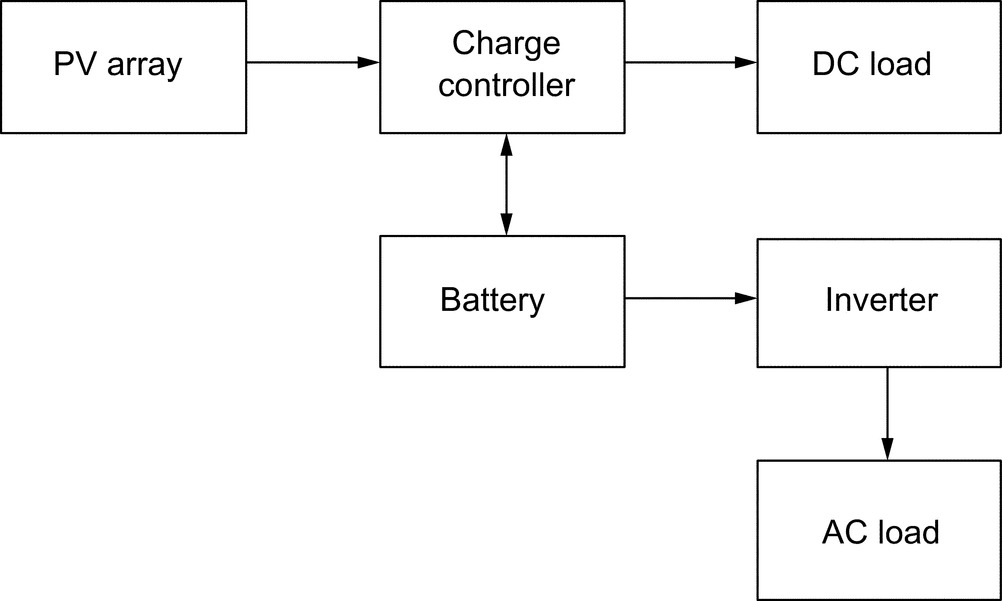 PV array
Charge
controller
DC load
Battery
Inverter
AC load